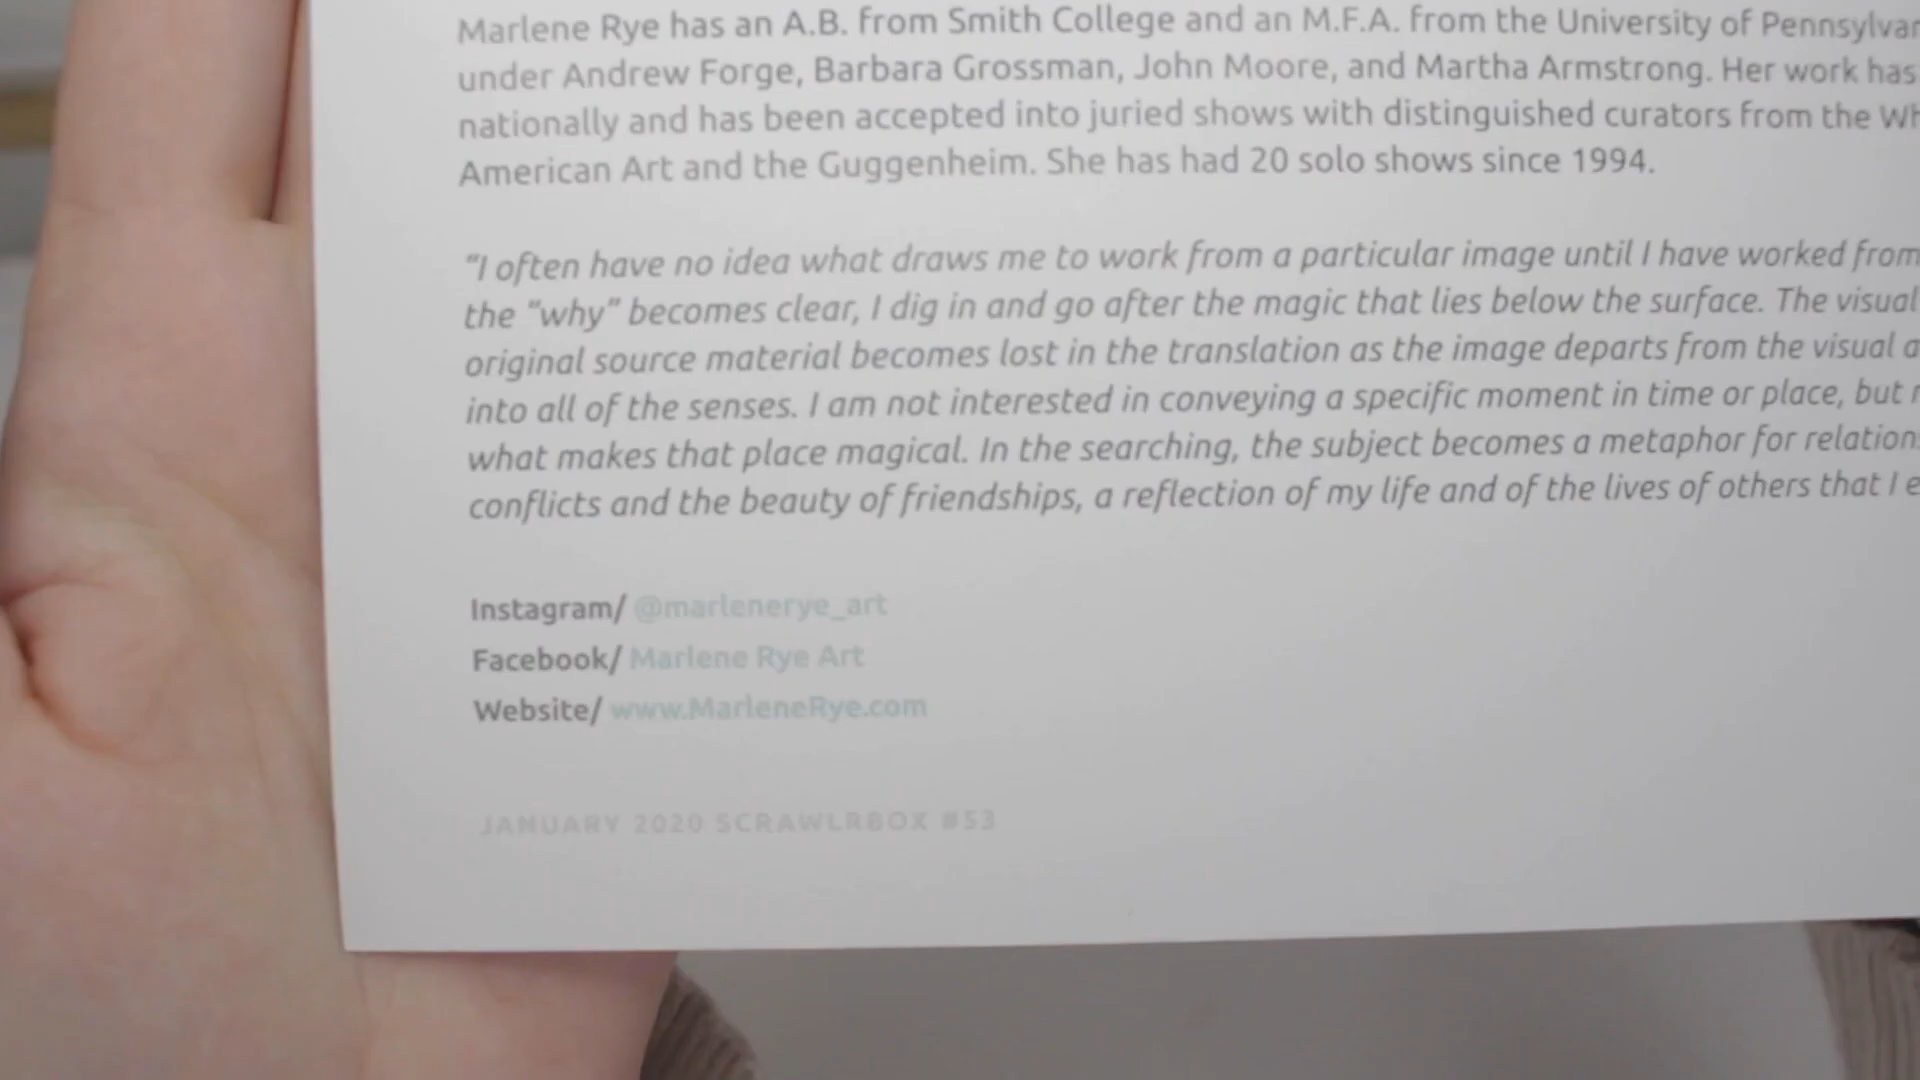 Marlene Rye has an A.B. from Smith College and an M.F.A. from the University of
under Andrew Forge, Barbara Grossman, John Moore, and Martha Armstrong. Her work has
nationally and has been accepted into juried shows with distinguished curators from the
American Art and the Guggenheim. She has had 20 solo shows since 1994.
"I often have no idea what draws me to work from a particular image until I have worked from
the "why" becomes clear, I dig in and go after the magic that lies below the surface. The visual
original source material becomes lost in the translation as the image departs from the visual
into all of the senses. I am not interested in conveying a specific moment in time or place, but
what makes that place magical. In the searching, the subject becomes a metaphor for
conflicts and the beauty of friendships, a reflection of my life and of the lives of others that I
Instagram/ @marlenerye_art
Facebook/ Marlene Rye Art
Website/ www.MarleneRye.com
JANUARY 2020 SCRAWLRBOX #53